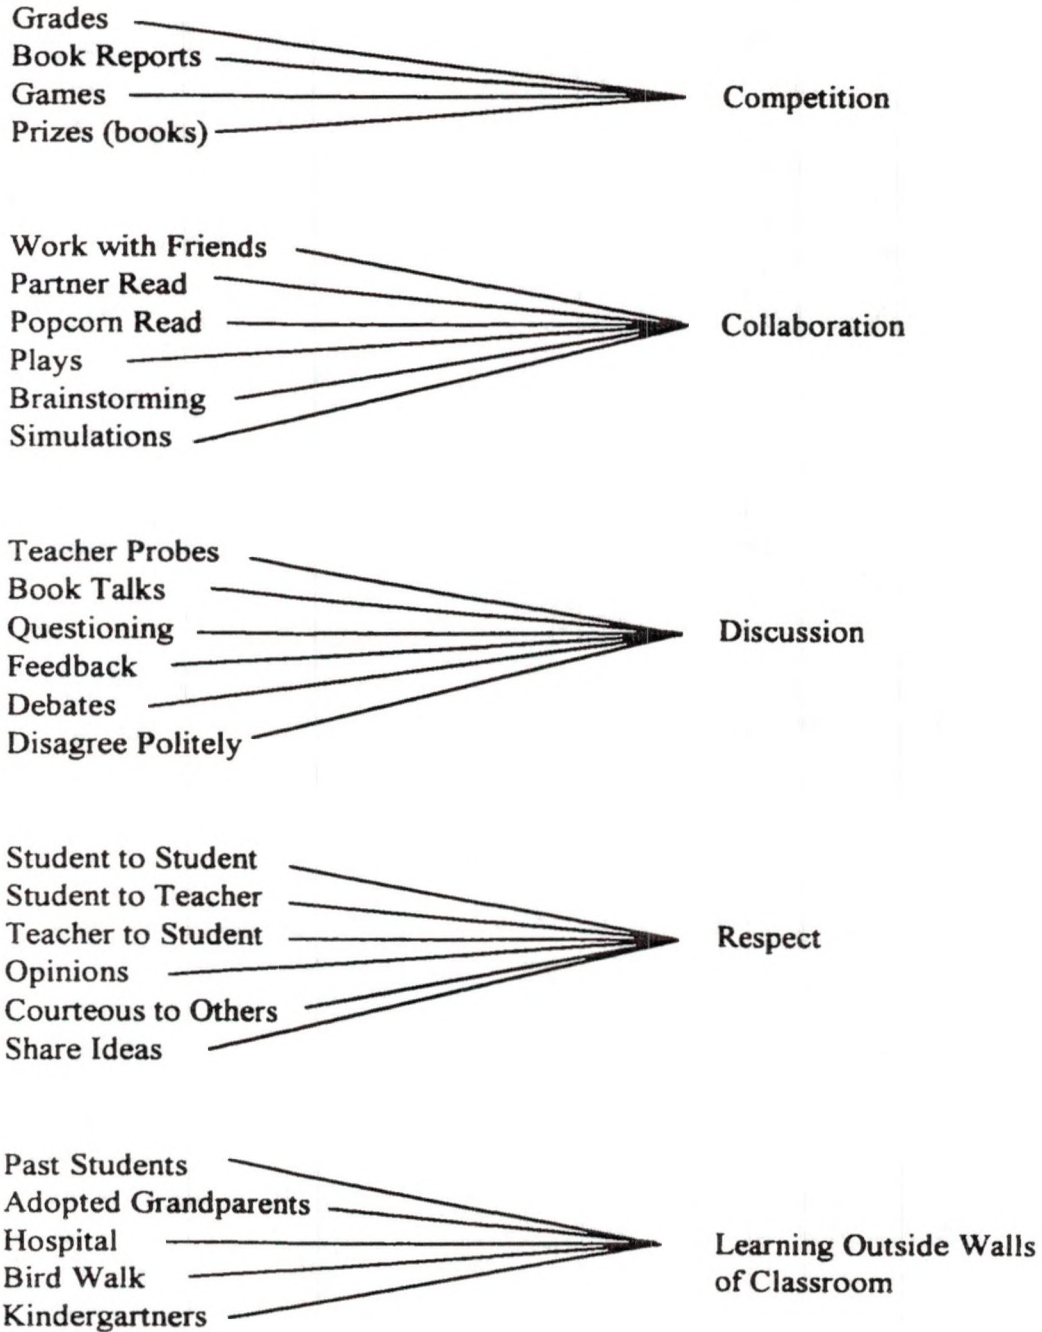 Grades
Book Reports
Games
Prizes (books)
Competition
Work with Friends
Partner Read
Popcorn Read
Plays
Brainstorming
Simulations
Collaboration
Teacher Probes
Book Talks
Questioning
Feedback
Debates
Disagree Politely
Discussion
Student to Student
Student to Teacher
Teacher to Student
Opinions
Courteous to Others
Share Ideas
Respect
Past Students
Adopted Grandparents
Hospital
Bird Walk
Kindergartners
Learning Outside Walls
of Classroom